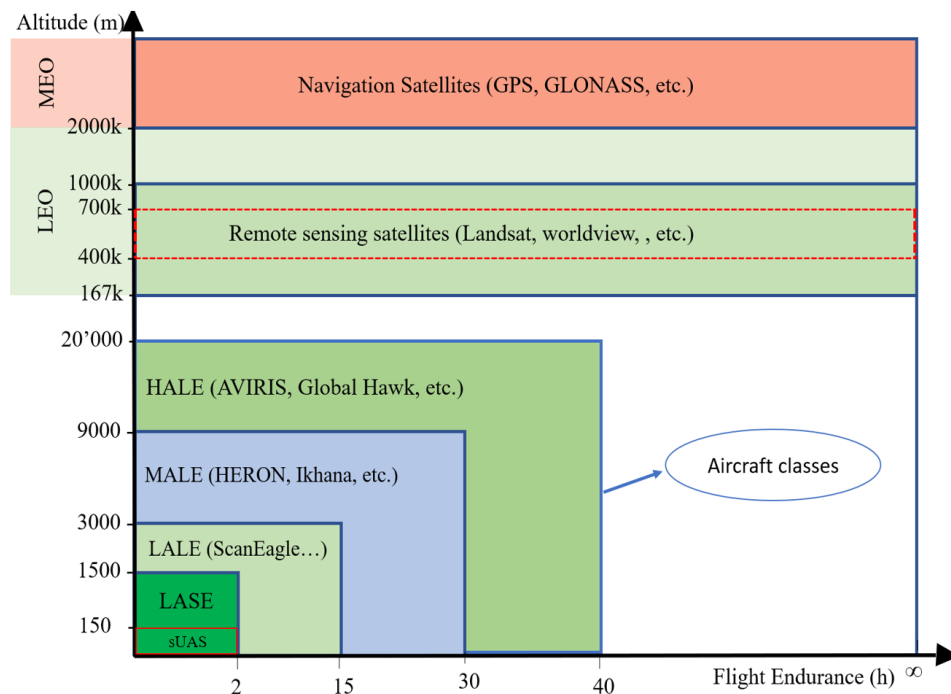 Altitude (m)
MEO
Navigation Satellites (GPS, GLONASS, etc.)
2000k
LEO
1000k
700k
Remote sensing satellites (Landsat, worldview, , etc.)
400k
167k
20’000
HALE (AVIRIS, Global Hawk, etc.)
9000
Aircraft classes
MALE (HERON, Ikhana, etc.)
3000
LALE (ScanEagle…)
1500
LASE
150
sUAS
2
15
30
40
Flight Endurance (h)
∞